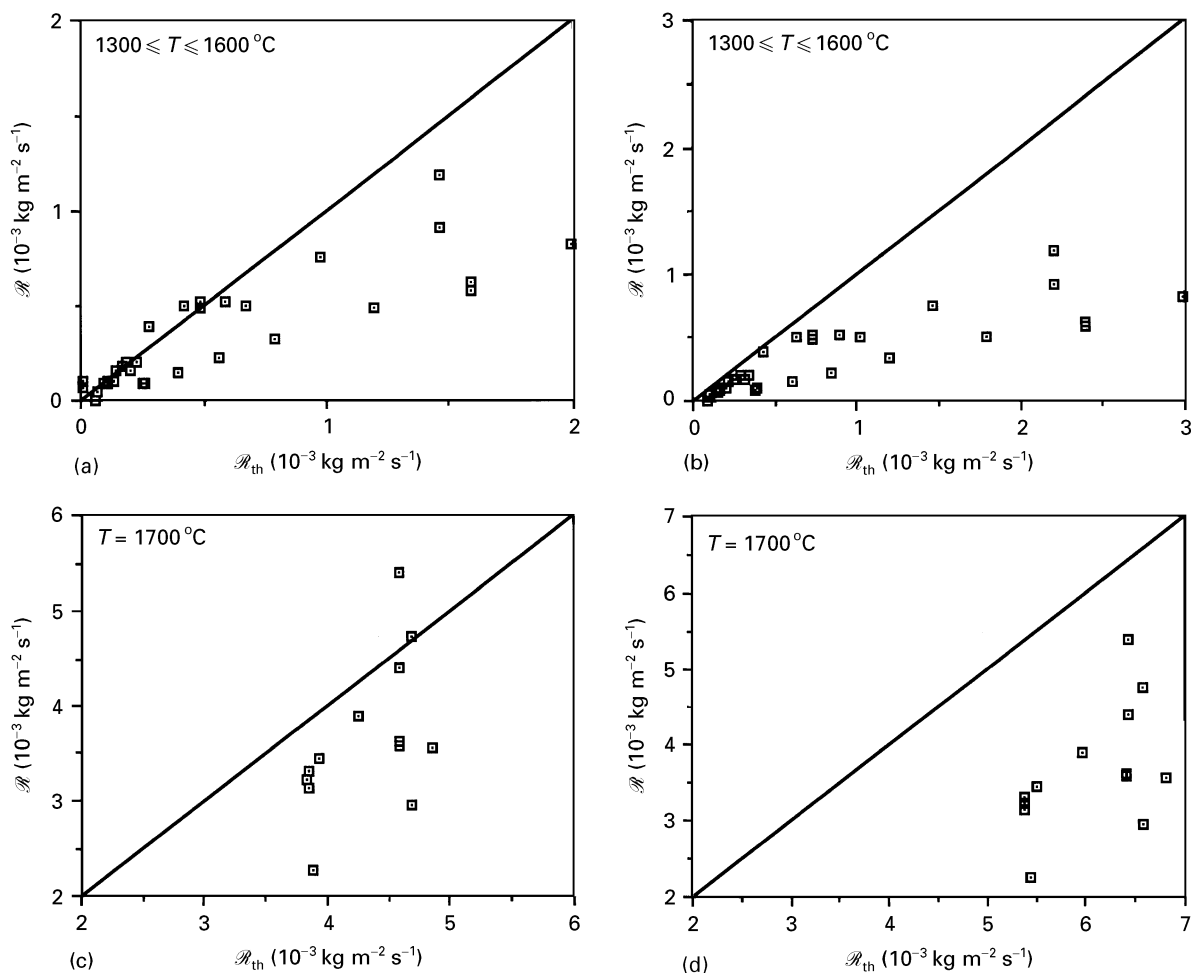 2
1300 ⩽ T ⩽ 1600 °C
1
0
ℛ (10⁻³ kg m⁻² s⁻¹)
0 1 2
(a) ℛth (10⁻³ kg m⁻² s⁻¹)
3
1300 ⩽ T ⩽ 1600 °C
2
1
0
ℛ (10⁻³ kg m⁻² s⁻¹)
0 1 2 3
(b) ℛth (10⁻³ kg m⁻² s⁻¹)
6
T = 1700 °C
5
4
3
2
ℛ (10⁻³ kg m⁻² s⁻¹)
2 3 4 5 6
(c) ℛth (10⁻³ kg m⁻² s⁻¹)
7
T = 1700 °C
6
5
4
3
2
ℛ (10⁻³ kg m⁻² s⁻¹)
2 3 4 5 6 7
(d) ℛth (10⁻³ kg m⁻² s⁻¹)